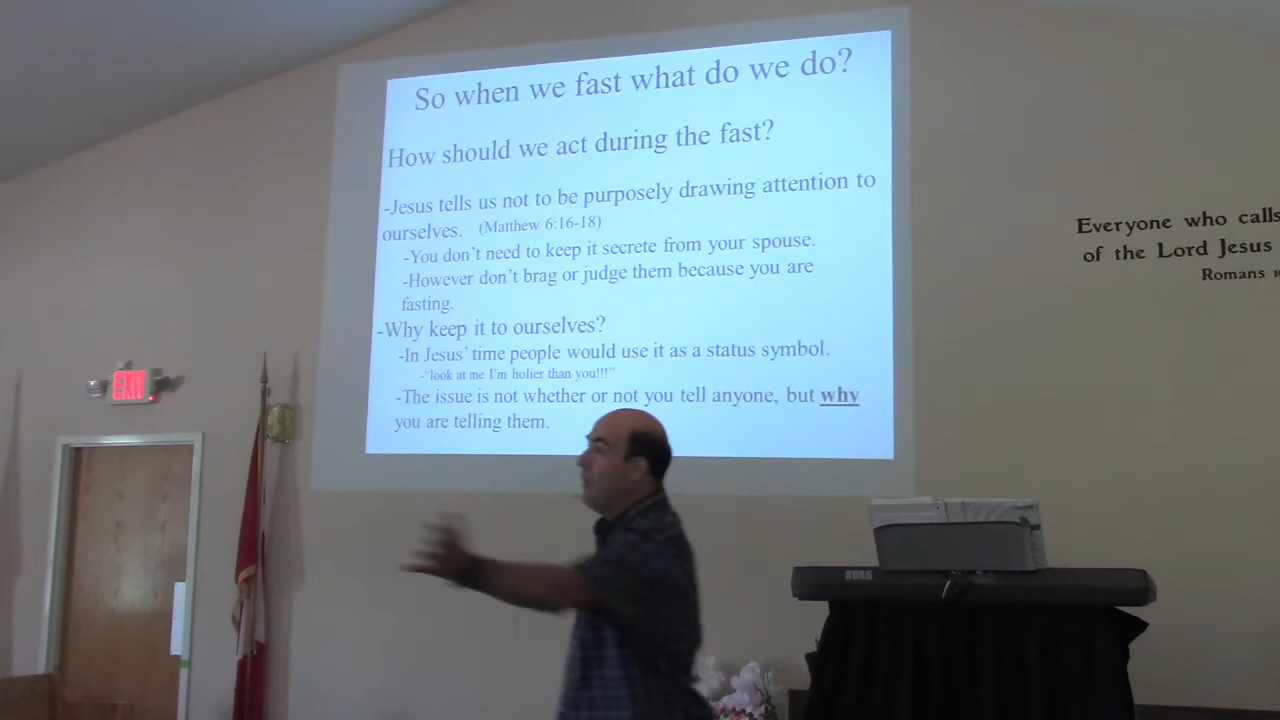 So when we fast what do we do?
How should we act during the fast?
-Jesus tells us not to be purposely drawing attention to
ourselves. (Matthew 6:16-18)
-You don't need to keep it secrete from your spouse.
-However don't brag or judge them because you are
fasting.
-Why keep it to ourselves?
-In Jesus' time people would use it as a status symbol.
-"look at me I'm holier than you!!!"
-The issue is not whether or not you tell anyone, but why
you are telling them.
Everyone who calls
of the Lord Jesus
Romans
EXIT
KORG